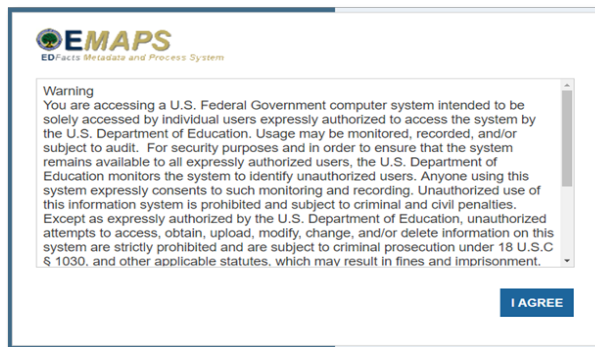 EMAPS
EDFacts Metadata and Process System
Warning
You are accessing a U.S. Federal Government computer system intended to be
solely accessed by individual users expressly authorized to access the system by
the U.S. Department of Education. Usage may be monitored, recorded, and/or
subject to audit. For security purposes and in order to ensure that the system
remains available to all expressly authorized users, the U.S. Department of
Education monitors the system to identify unauthorized users. Anyone using this
system expressly consents to such monitoring and recording. Unauthorized use of
this information system is prohibited and subject to criminal and civil penalties.
Except as expressly authorized by the U.S. Department of Education, unauthorized
attempts to access, obtain, upload, modify, change, and/or delete information on this
system are strictly prohibited and are subject to criminal prosecution under 18 U.S.C
§ 1030, and other applicable statutes, which may result in fines and imprisonment.
I AGREE